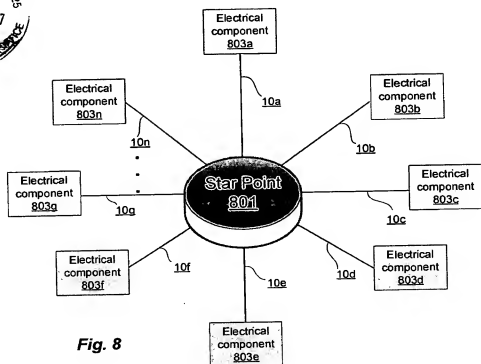 Electrical
component
803a
Electrical
component
803n
Electrical
component
803b
10a
10n
10b
Star Point
801
Electrical
component
803g
10g
Electrical
component
803c
10c
Electrical
component
803f
10f
10d
Electrical
component
803d
10e
Electrical
component
803e
Fig. 8